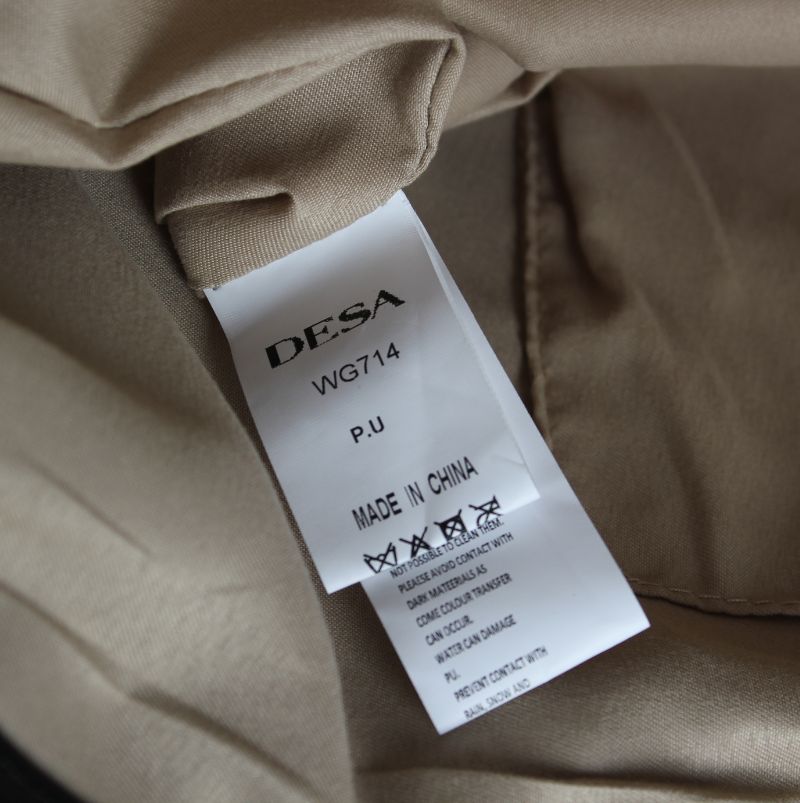 DESA
WG714
P.U
MADE IN CHINA
NOT POSSIBLE TO CLEAN THEM.
PLEASE AVOID CONTACT WITH
DARK MATEERIALS AS
COME COLOUR TRANSFER
CAN OCCUR.
WATER CAN DAMAGE
PU.
PREVENT CONTACT WITH
RAIN, SNOW AND